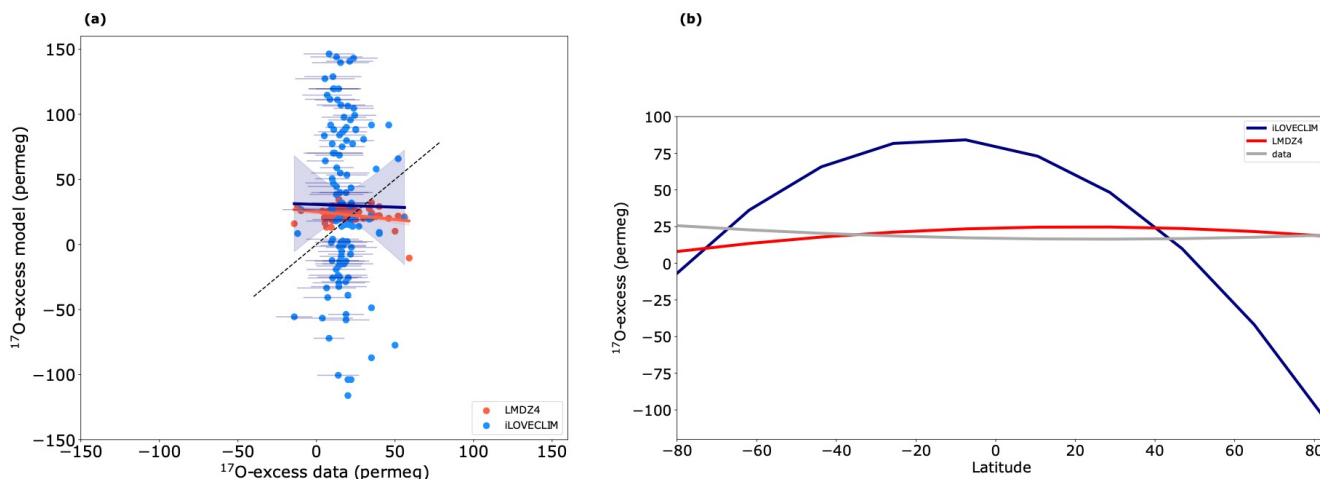 (a)
150
100
50
0
−50
−100
−150
−150
−100
−50
0
50
100
150
¹⁷O-excess model (permeg)
¹⁷O-excess data (permeg)
LMDZ4
iLOVECLIM
(b)
100
75
50
25
0
−25
−50
−75
−100
−80
−60
−40
−20
0
20
40
60
80
¹⁷O-excess (permeg)
Latitude
iLOVECLIM
LMDZ4
data